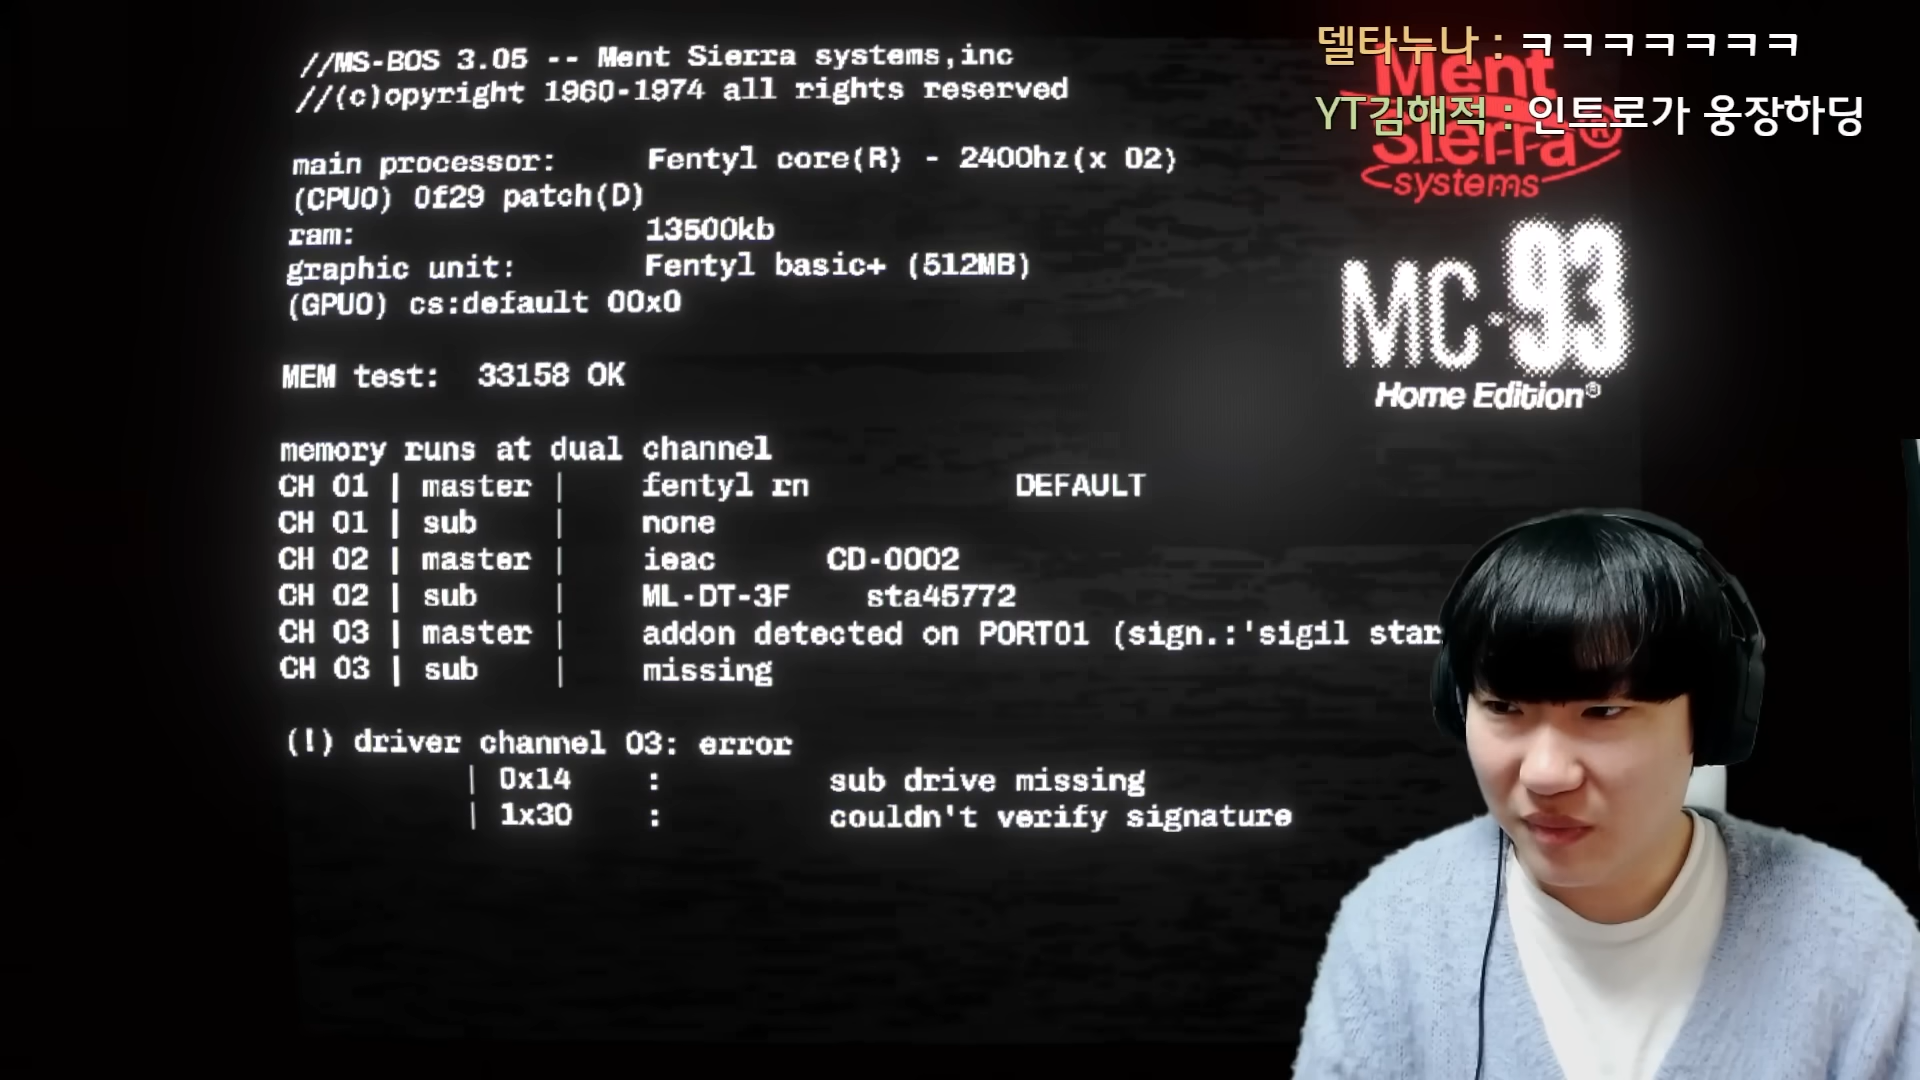 //MS-BOS 3.05 -- Ment Sierra systems,inc
//(c)opyright 1960-1974 all rights reserved
main processor: Fentyl core(R) - 2400hz(x 02)
(CPU0) 0f29 patch(D)
ram: 13500kb
graphic unit: Fentyl basic+ (512MB)
(GPU0) cs:default 00x0
MEM test: 33158 OK
memory runs at dual channel
CH 01 | master | fentyl rn DEFAULT
CH 01 | sub | none
CH 02 | master | ieac CD-0002
CH 02 | sub | ML-DT-3F sta45772
CH 03 | master | addon detected on PORT01 (sign.:'sigil star
CH 03 | sub | missing
(!) driver channel 03: error
| 0x14 : sub drive missing
| 1x30 : couldn't verify signature
델타누나 : ㅋㅋㅋㅋㅋㅋㅋ
YT김해적 : 인트로가 웅장하딩
Ment
Sierra®
systems
MC-93
Home Edition®